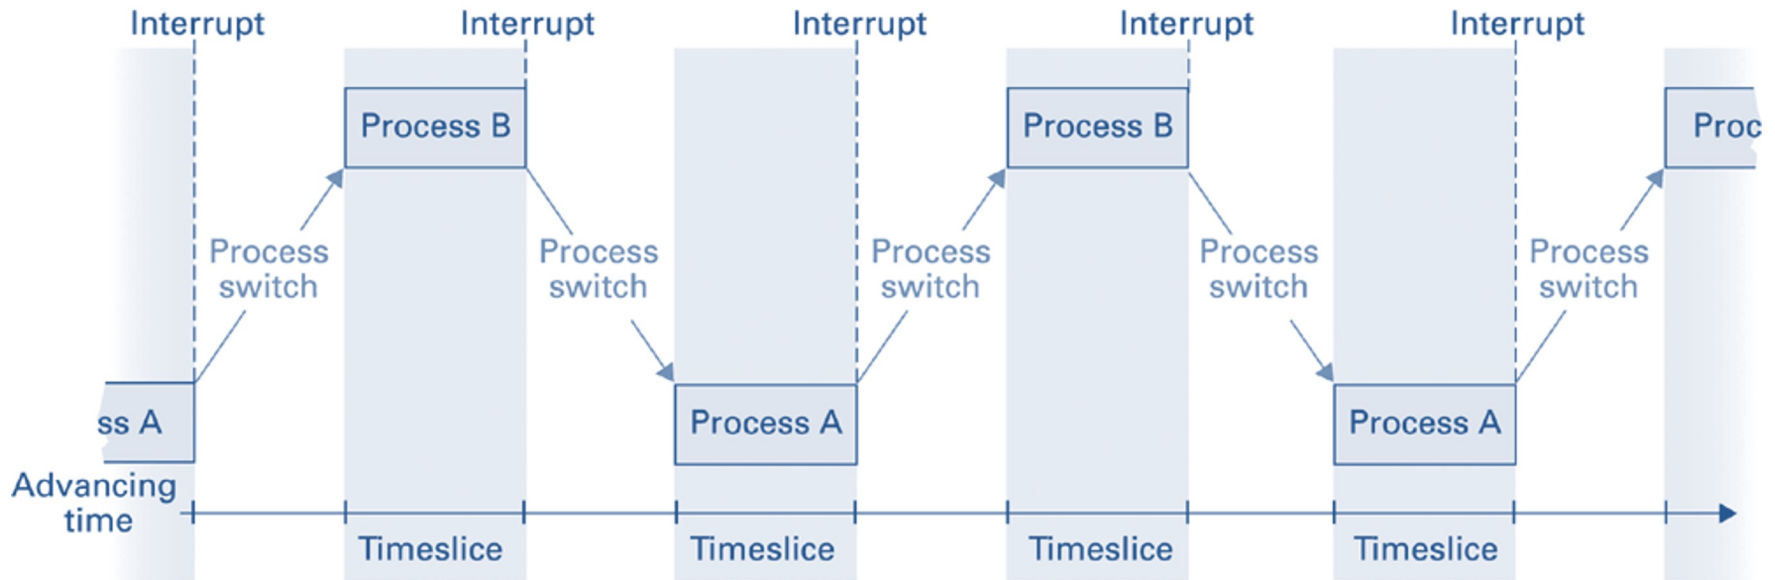 Interrupt Interrupt Interrupt Interrupt Interrupt
Process B Process B Proc
Process Process Process Process Process
switch switch switch switch switch
ss A Process A Process A
Advancing
time
Timeslice Timeslice Timeslice Timeslice